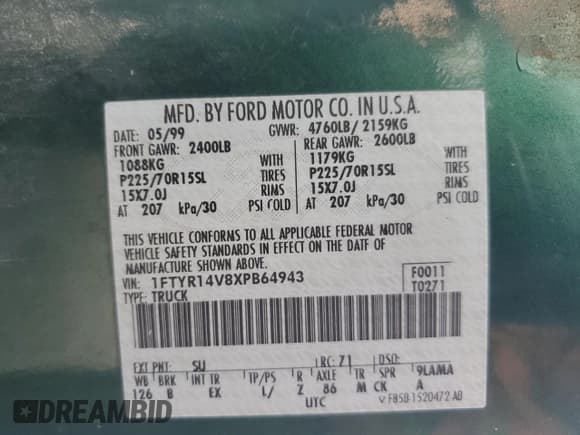 MFD. BY FORD MOTOR CO. IN U.S.A.
DATE: 05/99 GVWR: 4760LB/ 2159KG
FRONT GAWR: 2400LB REAR GAWR: 2600LB
1088KG WITH 1179KG WITH
P225/70R15SL TIRES P225/70R15SL TIRES
15X7.0J RIMS 15X7.0J RIMS
AT 207 kPa/30 PSI COLD AT 207 kPa/30 PSI COLD
THIS VEHICLE CONFORMS TO ALL APPLICABLE FEDERAL MOTOR
VEHICLE SAFETY STANDARDS IN EFFECT ON THE DATE OF
MANUFACTURE SHOWN ABOVE.
VIN: 1FTYR14V8XPB64943 F0011
TYPE: TRUCK T0271
EXT PNT: SU RC: 71 DSO:
WB BRK INT TR TP/PS R AXLE TR SPR 9LAMA
126 B EX L/ Z 86 M CK A
UTC
F85B-1520472-AB
DREAMBID